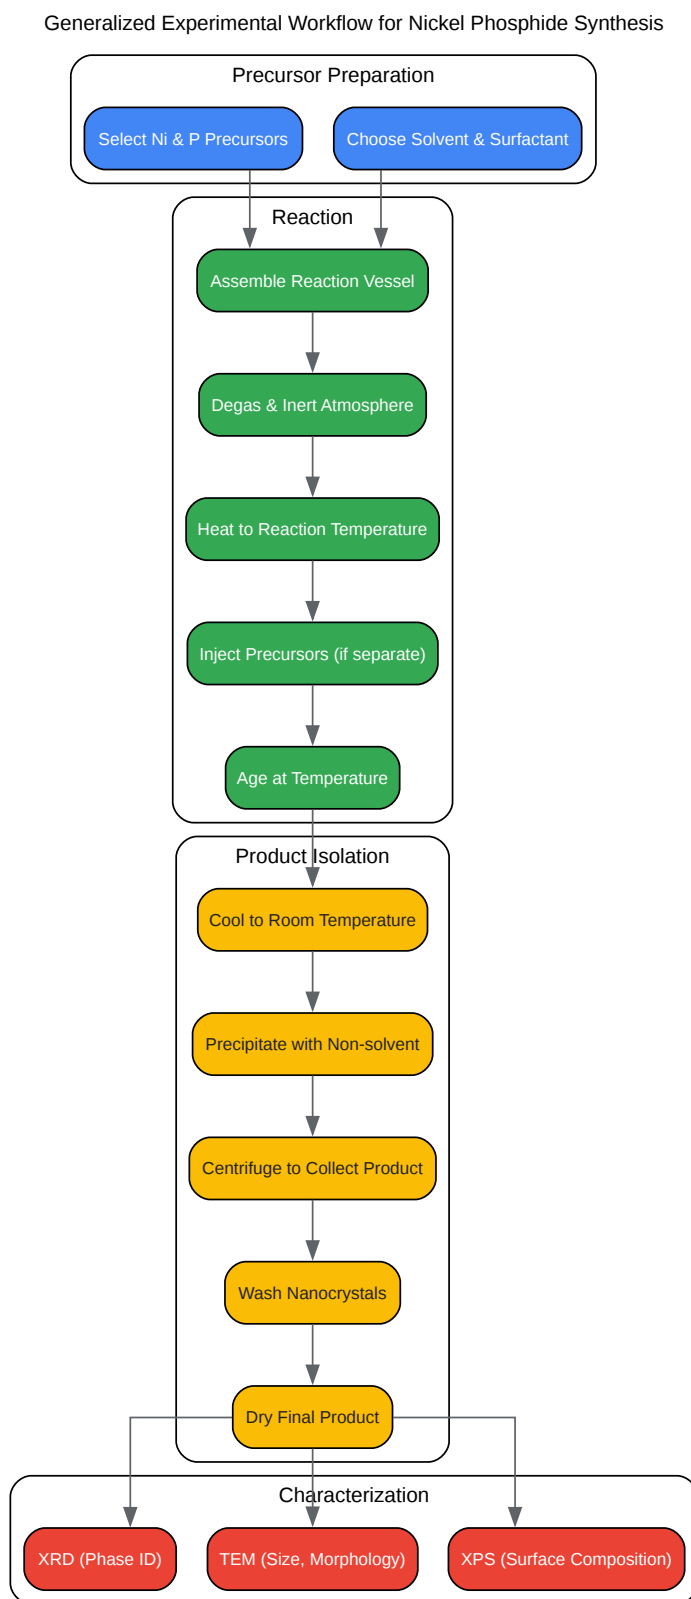 Generalized Experimental Workflow for Nickel Phosphide Synthesis
Precursor Preparation
Select Ni & P Precursors
Choose Solvent & Surfactant
Reaction
Assemble Reaction Vessel
Degas & Inert Atmosphere
Heat to Reaction Temperature
Inject Precursors (if separate)
Age at Temperature
Product Isolation
Cool to Room Temperature
Precipitate with Non-solvent
Centrifuge to Collect Product
Wash Nanocrystals
Dry Final Product
Characterization
XRD (Phase ID)
TEM (Size, Morphology)
XPS (Surface Composition)